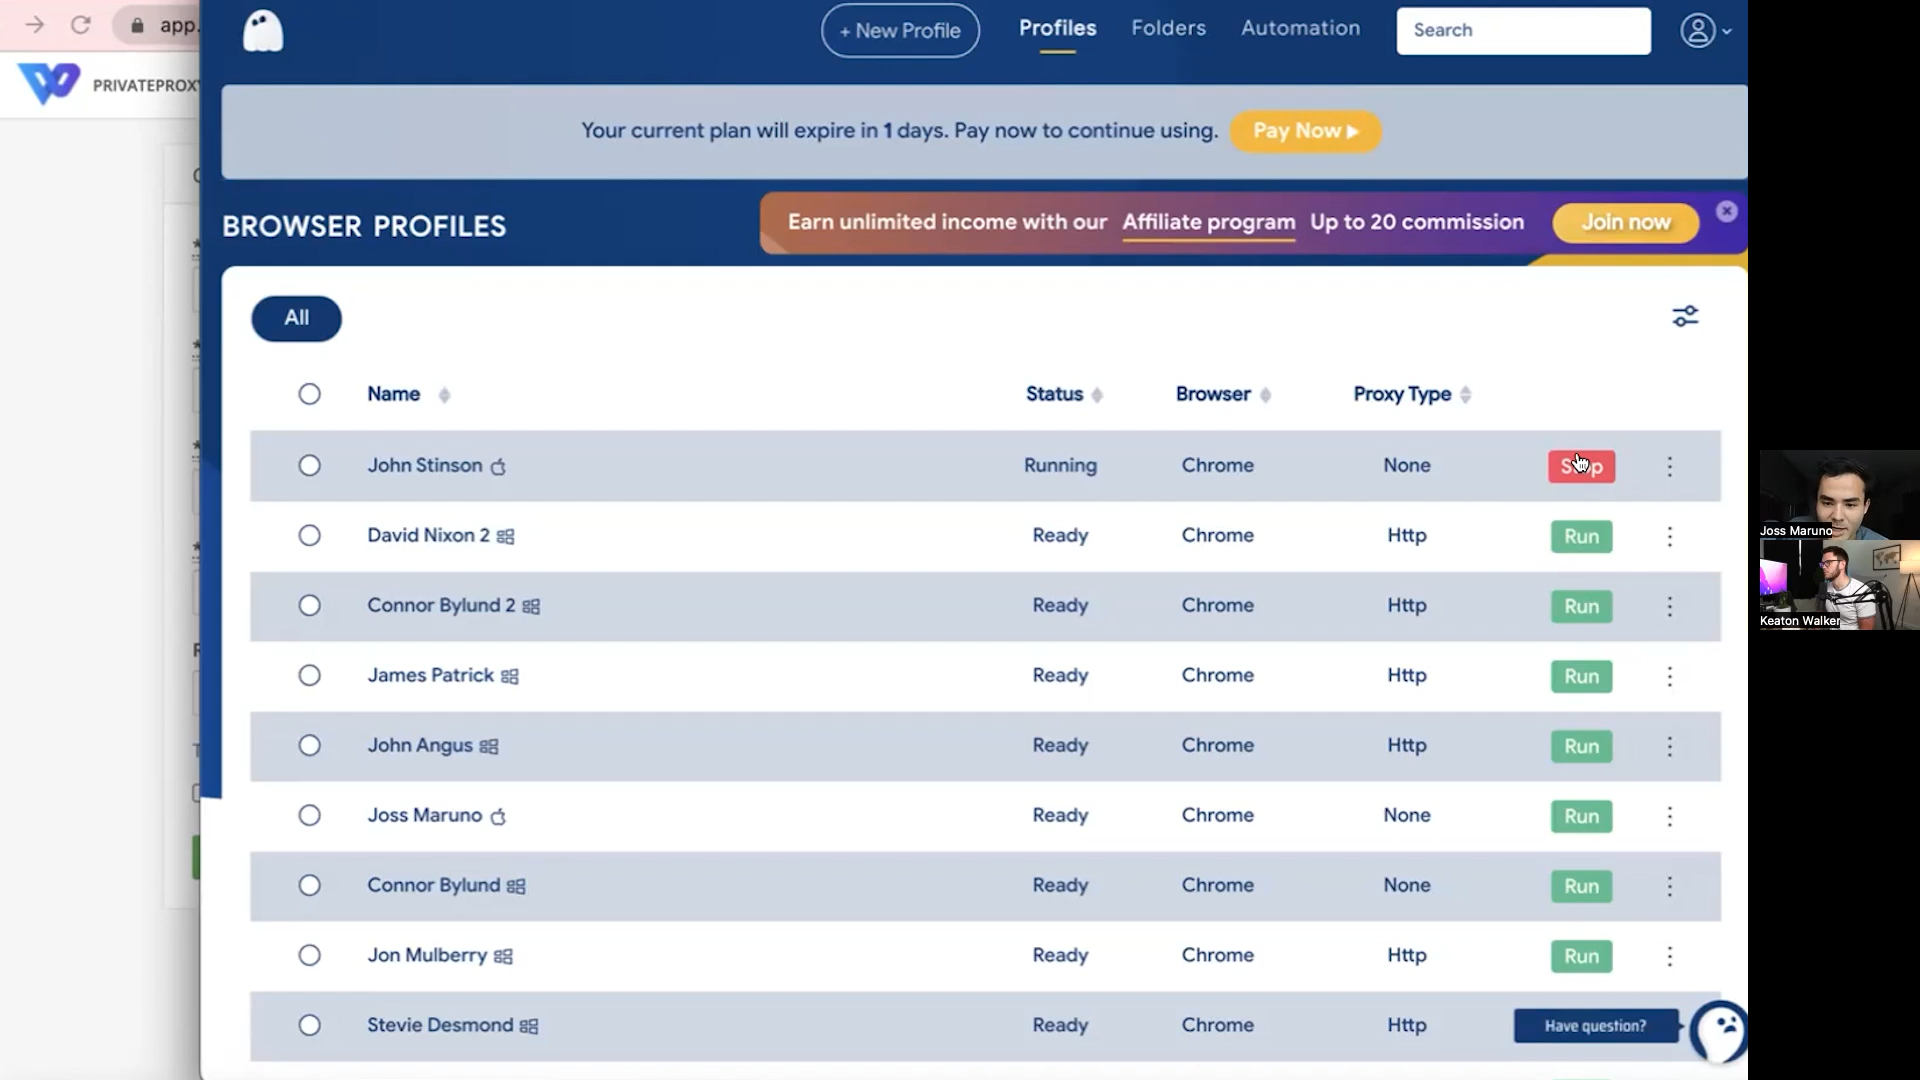 app.
PRIVATEPROXY
+ New Profile
Profiles
Folders
Automation
Search
Your current plan will expire in 1 days. Pay now to continue using.
Pay Now
BROWSER PROFILES
Earn unlimited income with our Affiliate program Up to 20 commission
Join now
All
Name Status Browser Proxy Type
John Stinson Running Chrome None Stop
David Nixon 2 Ready Chrome Http Run
Connor Bylund 2 Ready Chrome Http Run
James Patrick Ready Chrome Http Run
John Angus Ready Chrome Http Run
Joss Maruno Ready Chrome None Run
Connor Bylund Ready Chrome None Run
Jon Mulberry Ready Chrome Http Run
Stevie Desmond Ready Chrome Http
Have question?
Joss Maruno
Keaton Walker